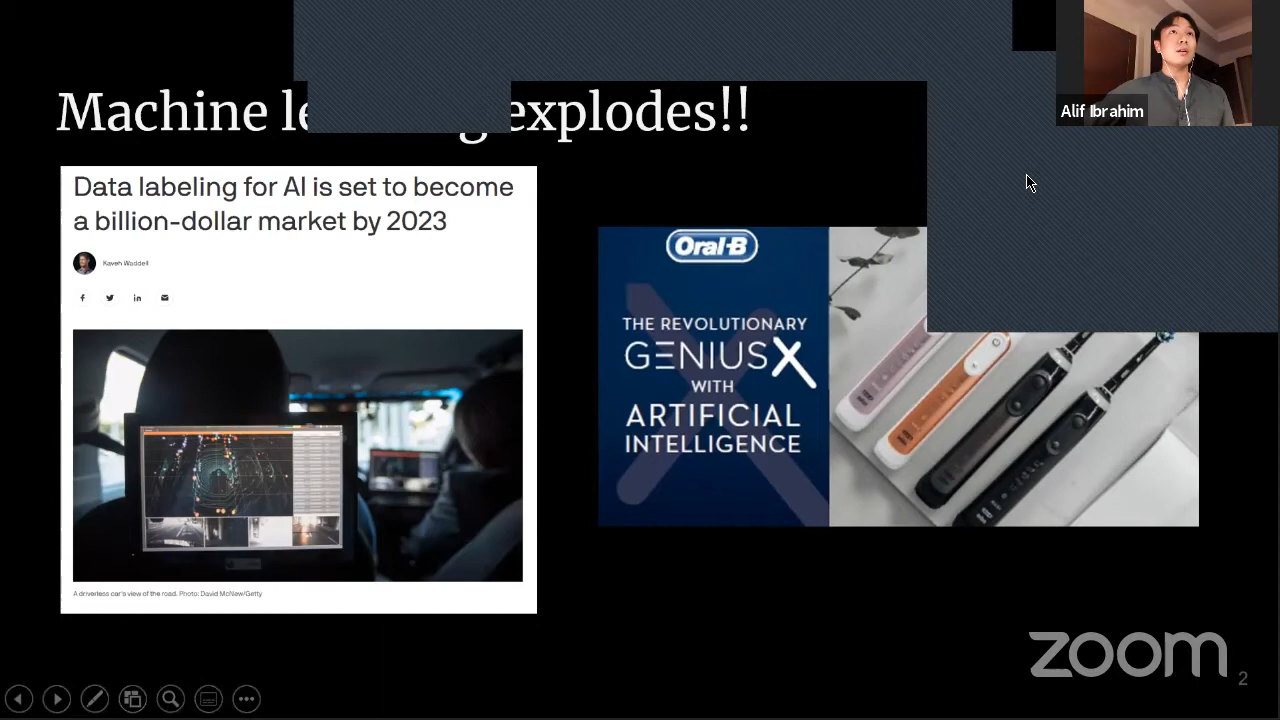 Alif Ibrahim
Machine le g explodes!!
Data labeling for AI is set to become
a billion-dollar market by 2023
Kaveh Waddell
A driverless car's view of the road. Photo: David McNew/Getty
Oral-B
THE REVOLUTIONARY
GENIUS X
WITH
ARTIFICIAL
INTELLIGENCE
zoom
2